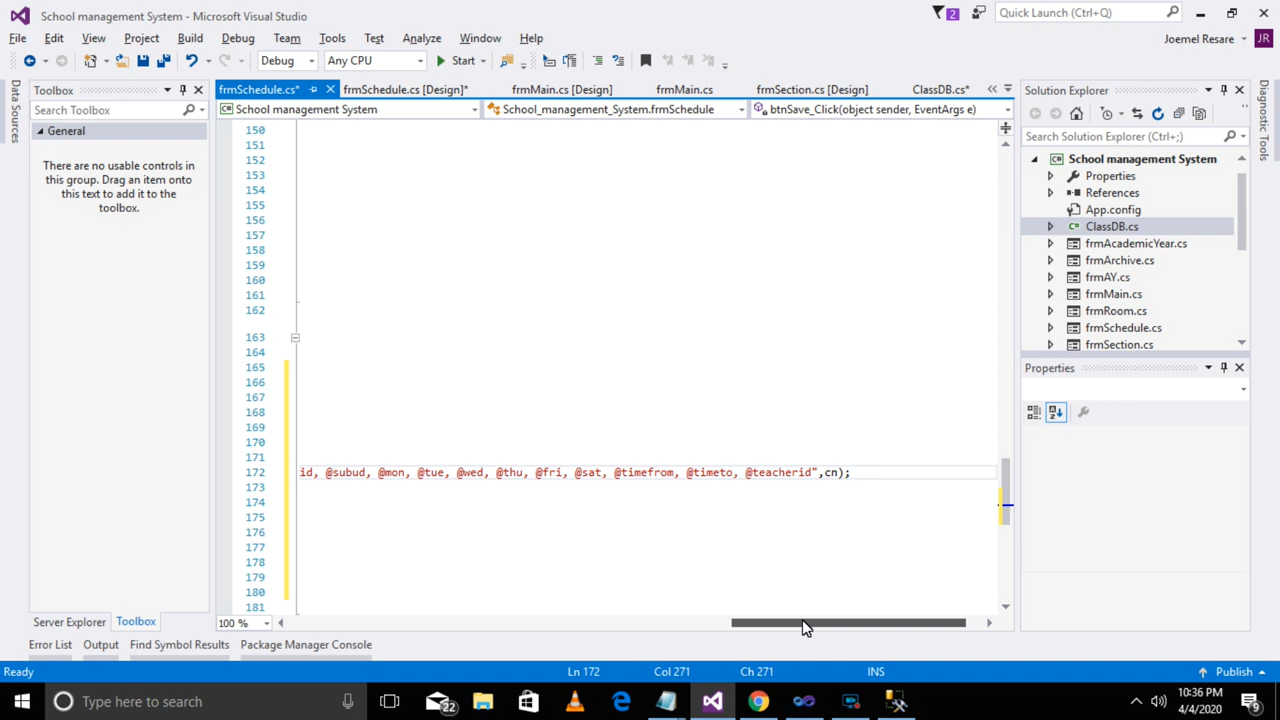 School management System - Microsoft Visual Studio
2
Quick Launch (Ctrl+Q)
File Edit View Project Build Debug Team Tools Test Analyze Window Help
Joemel Resare JR
Debug Any CPU Start
Data Sources
Toolbox
Search Toolbox
General
There are no usable controls in
this group. Drag an item onto
this text to add it to the
toolbox.
Server Explorer Toolbox
frmSchedule.cs* frmSchedule.cs [Design]* frmMain.cs [Design] frmMain.cs frmSection.cs [Design] ClassDB.cs*
School management System School_management_System.frmSchedule btnSave_Click(object sender, EventArgs e)
150
151
152
153
154
155
156
157
158
159
160
161
162
163
164
165
166
167
168
169
170
171
172 id, @subud, @mon, @tue, @wed, @thu, @fri, @sat, @timefrom, @timeto, @teacherid",cn);
173
174
175
176
177
178
179
180
181
100 %
Solution Explorer
Search Solution Explorer (Ctrl+;)
School management System
Properties
References
App.config
ClassDB.cs
frmAcademicYear.cs
frmArchive.cs
frmAY.cs
frmMain.cs
frmRoom.cs
frmSchedule.cs
frmSection.cs
Properties
Diagnostic Tools
Error List Output Find Symbol Results Package Manager Console
Ready Ln 172 Col 271 Ch 271 INS Publish
Type here to search
22
10:36 PM
4/4/2020
9